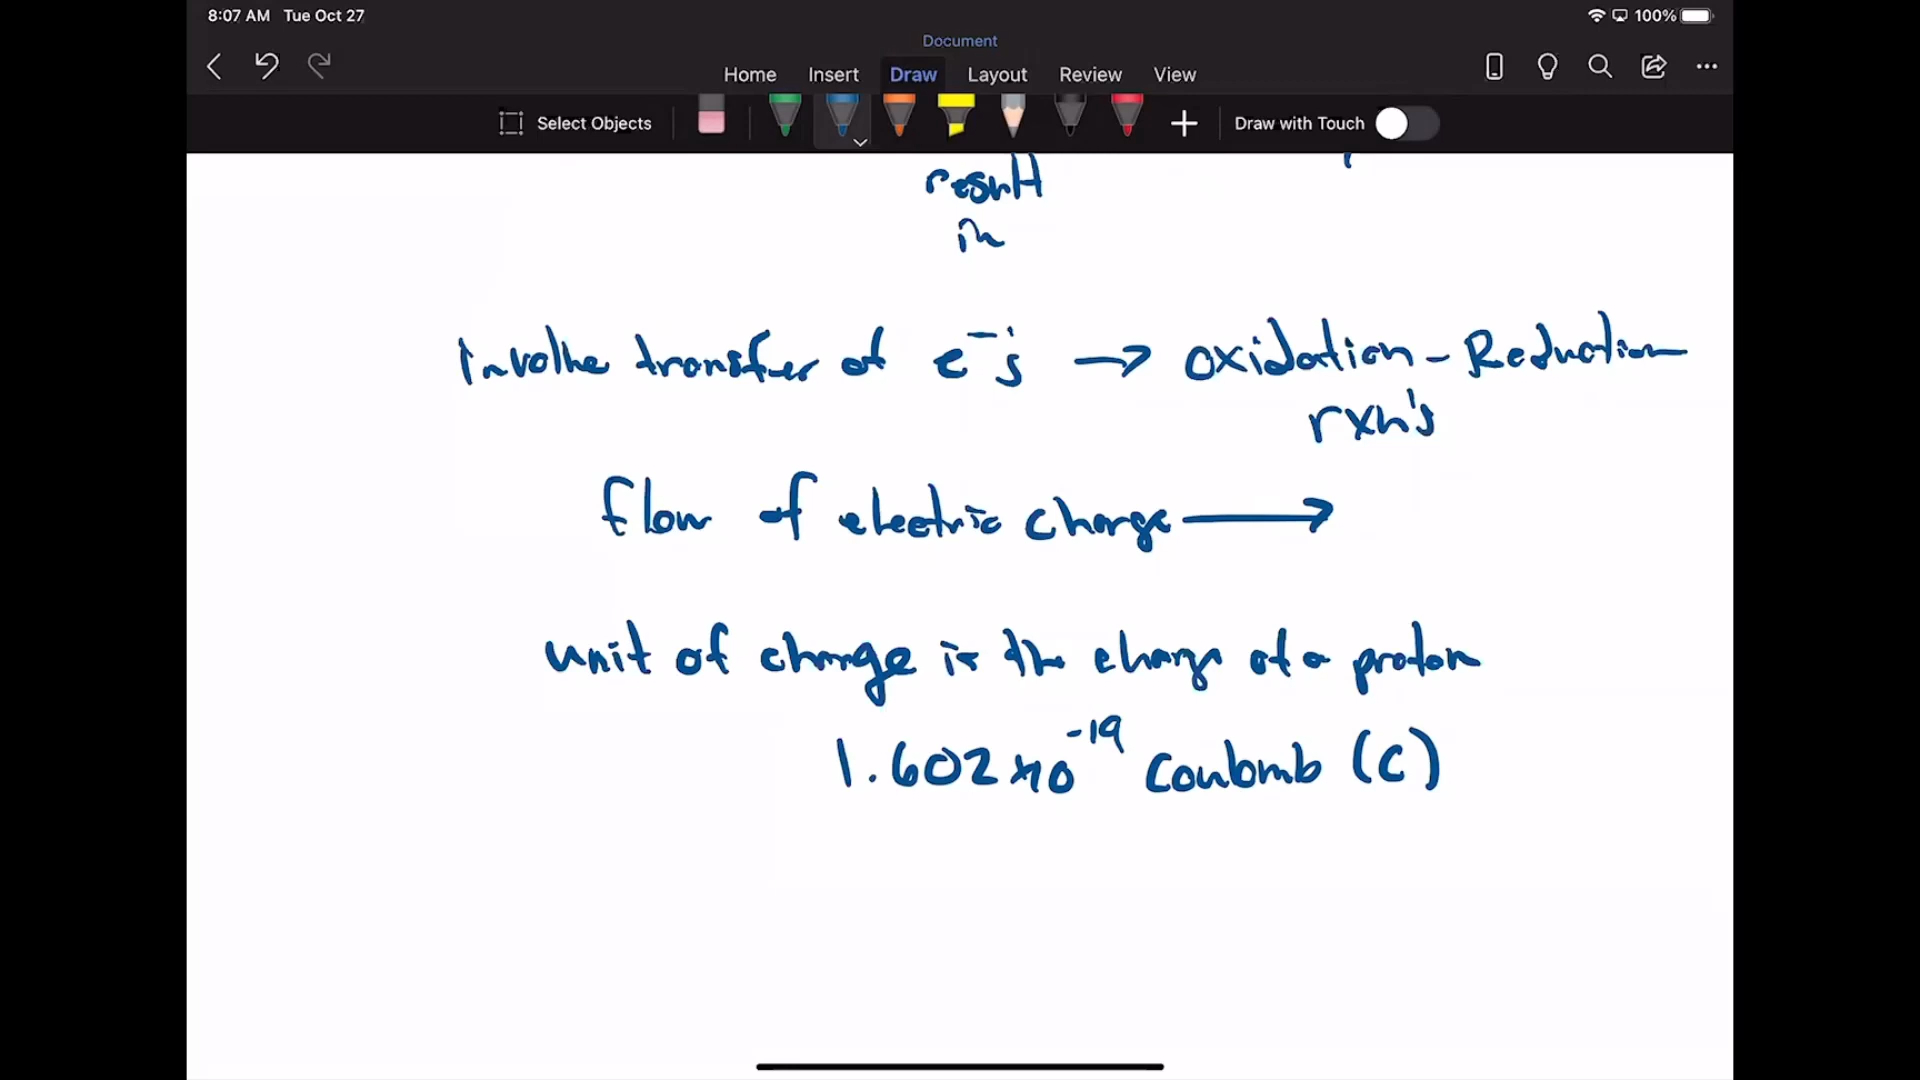 8:07 AM Tue Oct 27 100%
Document
Home Insert Draw Layout Review View
Select Objects Draw with Touch
result
in
involve transfer of e⁻'s → oxidation - Reduction
rxn's
flow of electric charge →
unit of charge is the charge of a proton
1.602 x10⁻¹⁹ Coulomb (C)